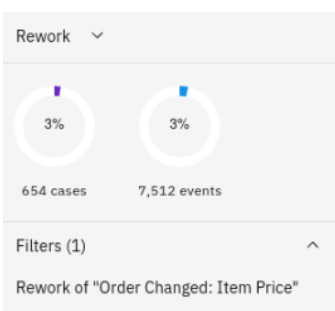 Rework
3% 3%
654 cases 7,512 events
Filters (1)
Rework of "Order Changed: Item Price"